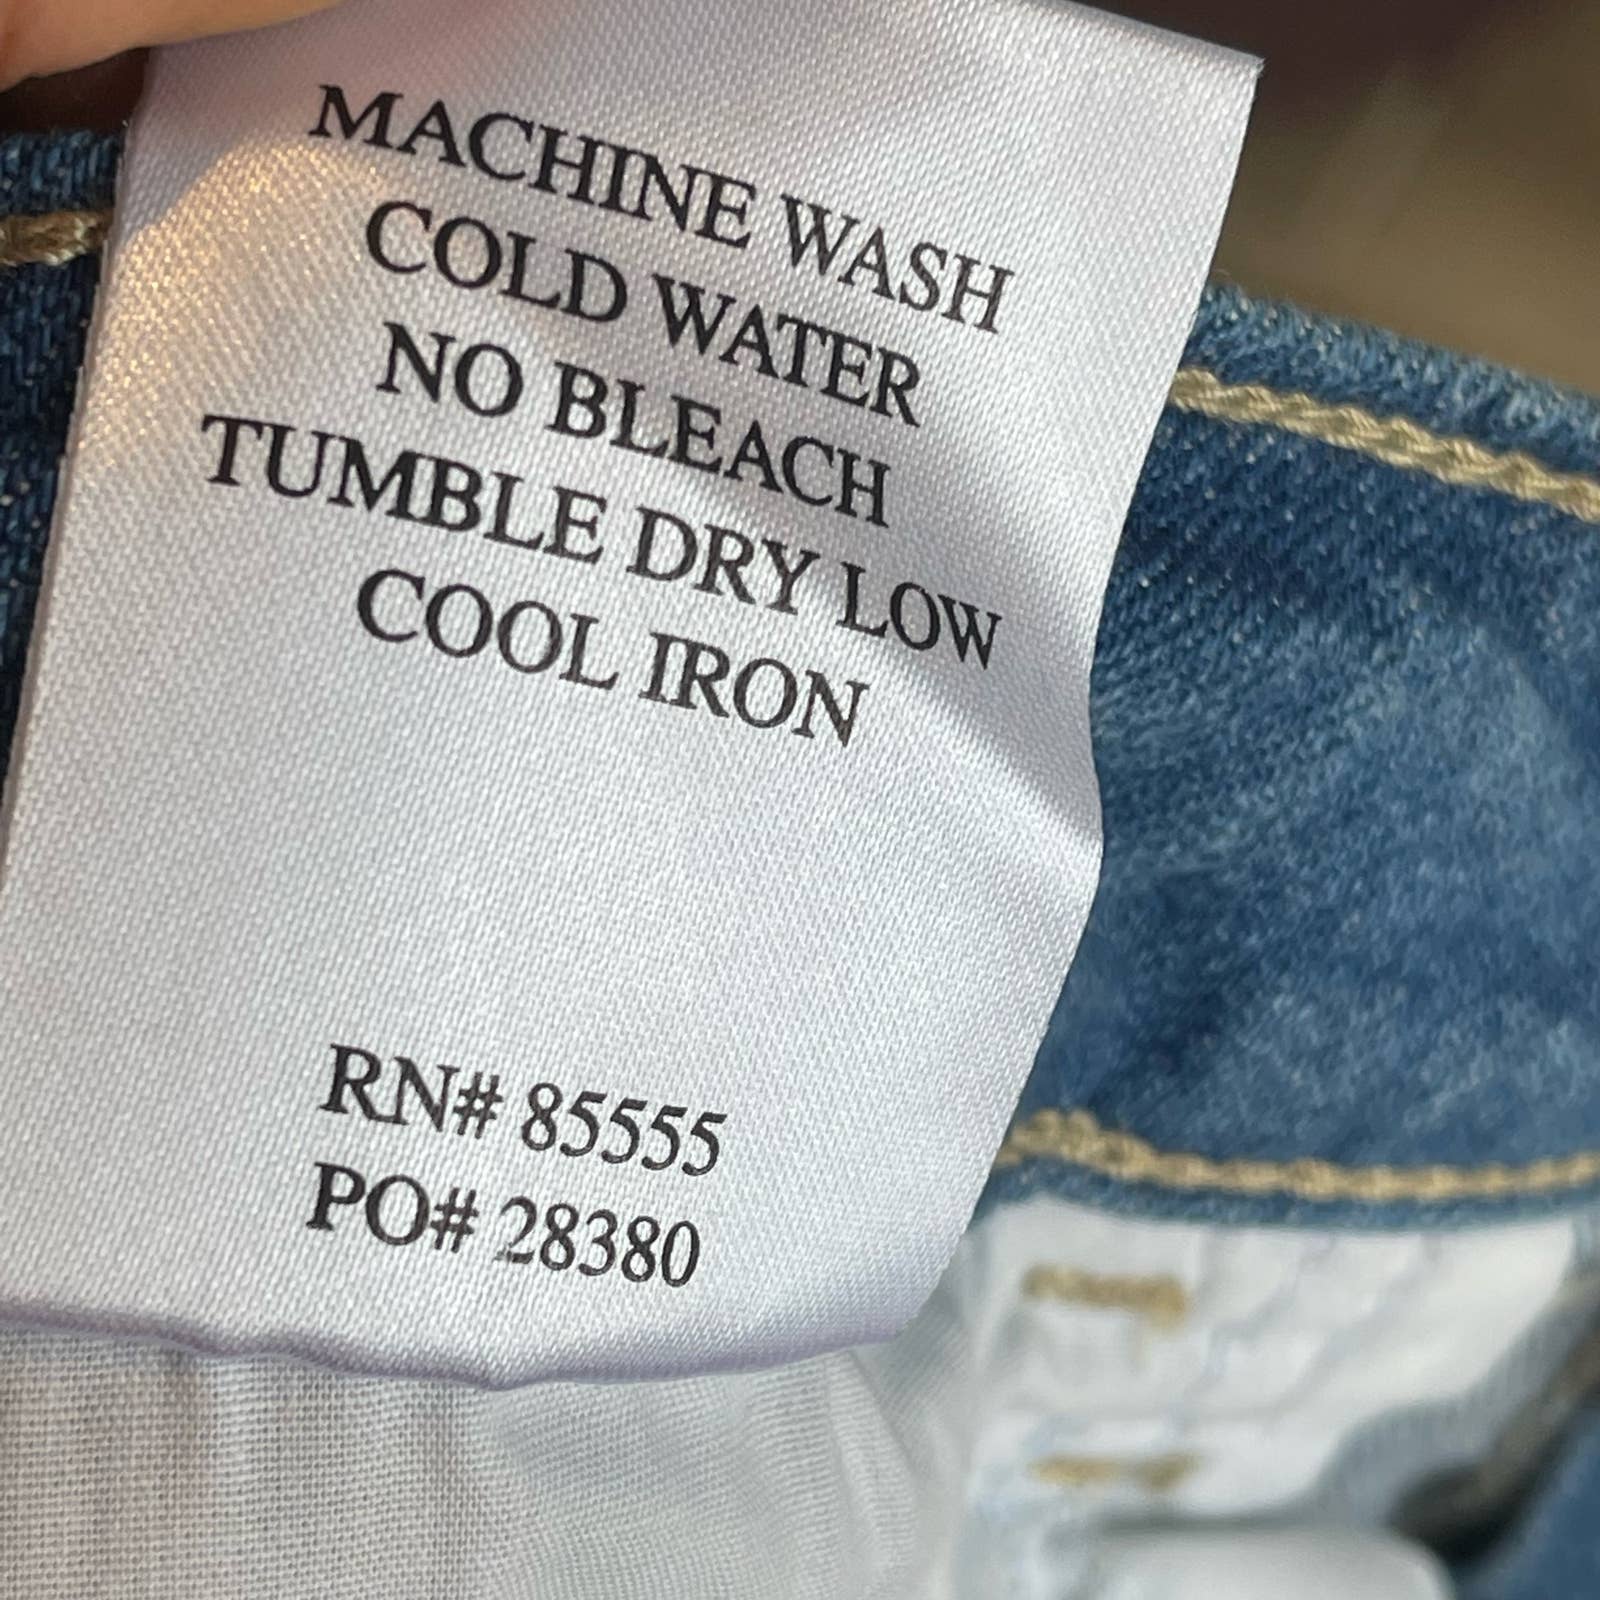 MACHINE WASH
COLD WATER
NO BLEACH
TUMBLE DRY LOW
COOL IRON
RN# 85555
PO# 28380